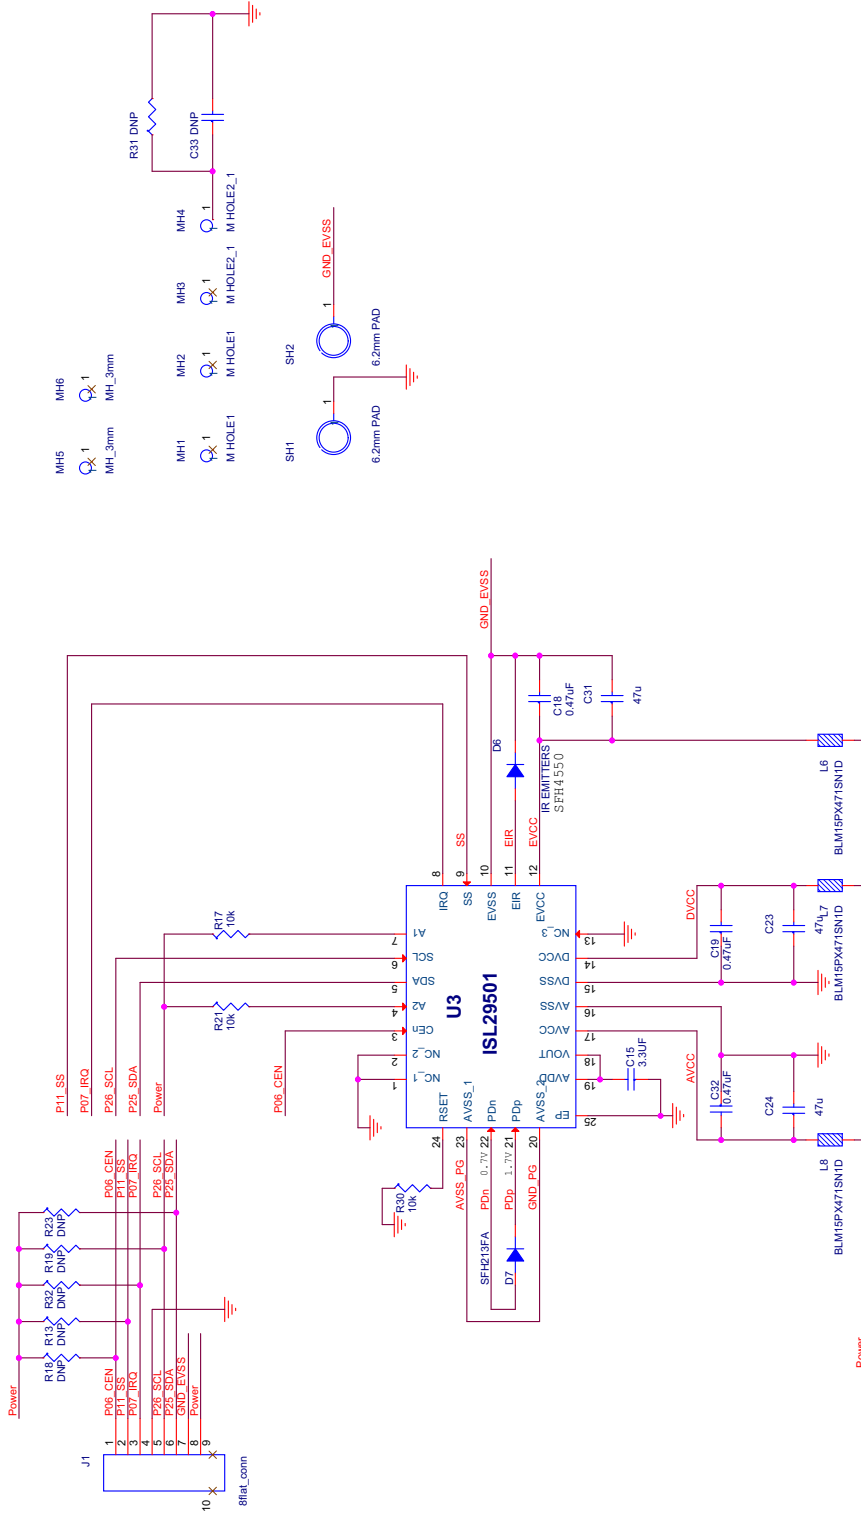 R31 DNP
C33 DNP
MH4
1
M HOLE2_1
MH3
1
M HOLE2_1
MH2
1
M HOLE1
MH1
1
M HOLE1
MH6
1
MH_3mm
MH5
1
MH_3mm
SH2
1
6.2mm PAD
GND_EVSS
SH1
1
6.2mm PAD
P11_SS
P07_IRQ
P26_SCL
P25_SDA
Power
P06_CEN
R17
10k
R21
10k
GND_EVSS
C18
0.47uF
C31
47u
D6
IR EMITTERS
SFH4550
SS
EIR
EVCC
U3
ISL29501
1
NC_1
2
NC_2
3
CEn
4
A2
5
SDA
6
SCL
7
A1
8
IRQ
9
SS
10
EVSS
11
EIR
12
EVCC
13
NC_3
14
DVCC
15
DVSS
16
AVSS
17
AVCC
18
VOUT
19
AVDD
25
EP
20
AVSS_2
21
PDp
22
PDn
23
AVSS_1
24
RSET
AVSS_PG
PDn
0.7V
PDp
1.7V
GND_PG
SFH213FA
D7
R30
10k
C15
3.3UF
DVCC
C19
0.47uF
C23
47u
AVCC
C32
0.47uF
C24
47u
L6
BLM15PX471SN1D
L7
BLM15PX471SN1D
L8
BLM15PX471SN1D
Power
Power
R23
DNP
R19
DNP
R32
DNP
R13
DNP
R18
DNP
P06_CEN
P11_SS
P07_IRQ
P26_SCL
P25_SDA
P06_CEN
P11_SS
P07_IRQ
P26_SCL
P25_SDA
GND_EVSS
Power
J1
1
2
3
4
5
6
7
8
9
10
8flat_conn